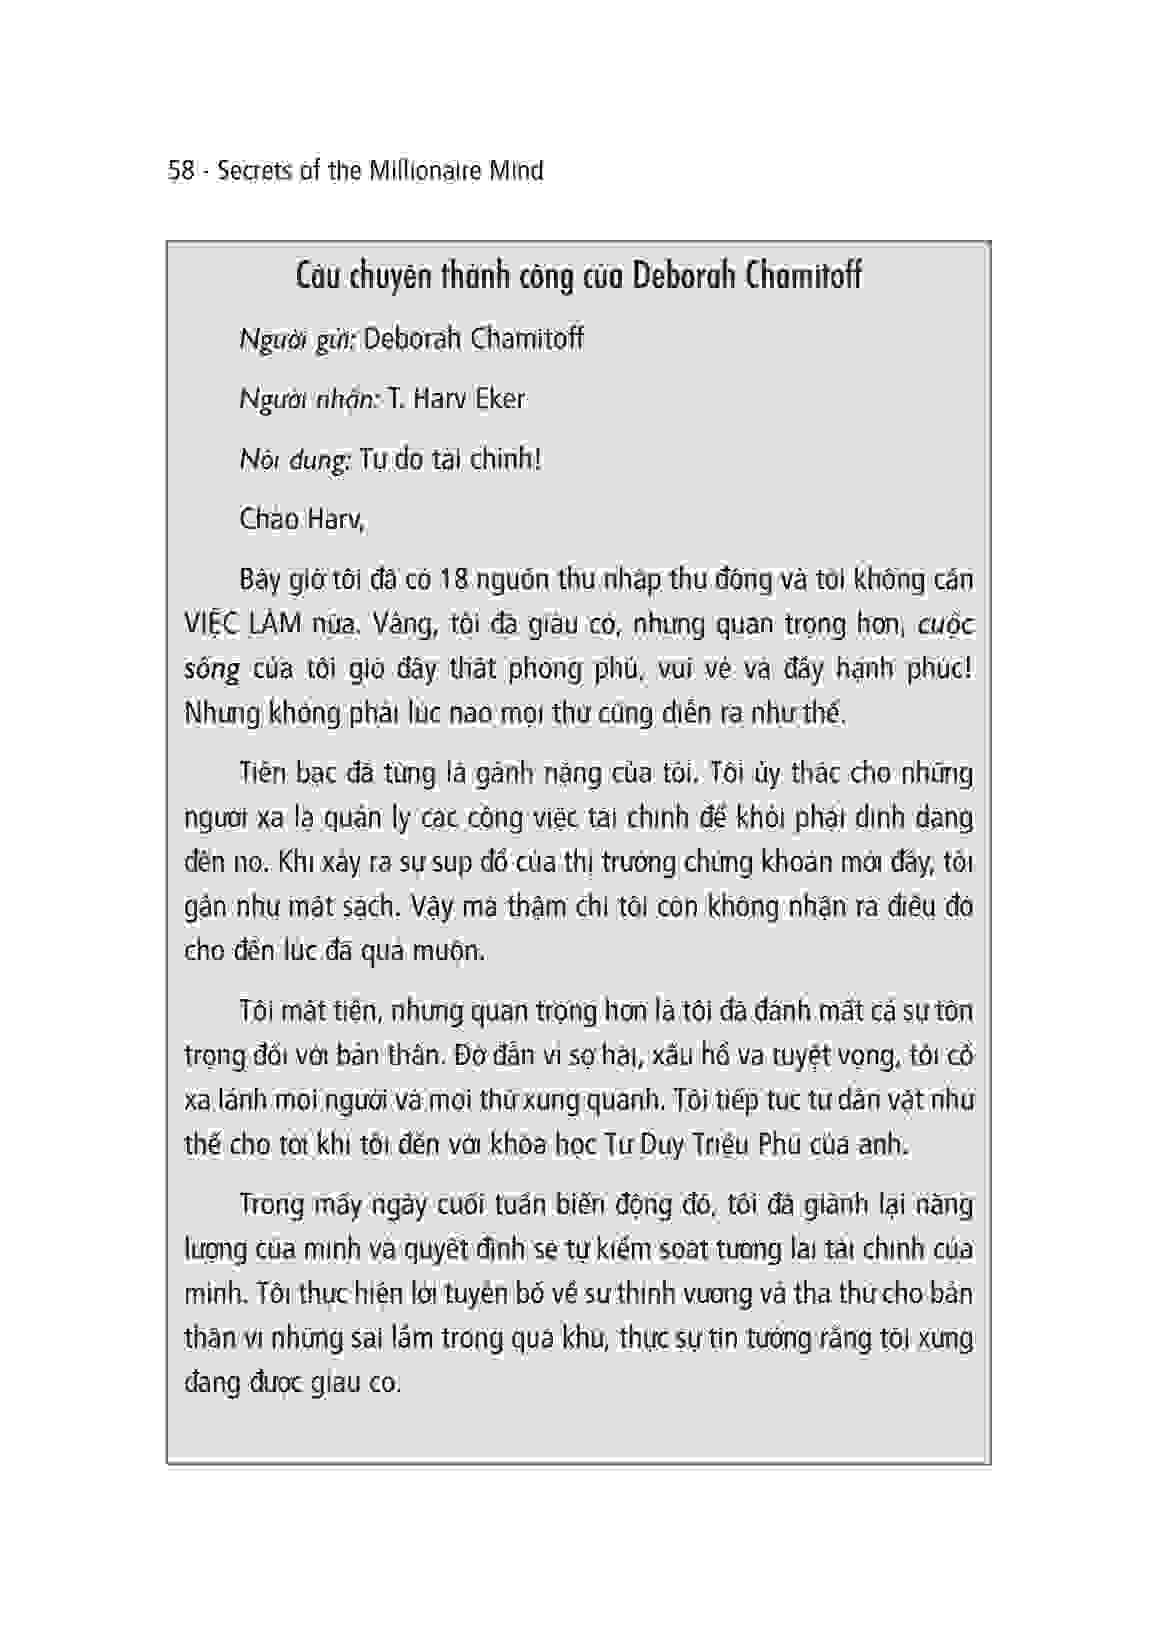 58 - Secrets of the Millionaire Mind
Câu chuyện thành công của Deborah Chamitoff
Người gửi: Deborah Chamitoff
Người nhận: T. Harv Eker
Nội dung: Tự do tài chính!
Chào Harv,
Bây giờ tôi đã có 18 nguồn thu nhập thụ động và tôi không cần
VIỆC LÀM nữa. Vâng, tôi đã giàu có, nhưng quan trọng hơn, cuộc
sống của tôi giờ đây thật phong phú, vui vẻ và đầy hạnh phúc!
Nhưng không phải lúc nào mọi thứ cũng diễn ra như thế.
Tiền bạc đã từng là gánh nặng của tôi. Tôi ủy thác cho những
người xa lạ quản lý các công việc tài chính để khỏi phải dính dáng
đến nó. Khi xảy ra sự sụp đổ của thị trường chứng khoán mới đây, tôi
gần như mất sạch. Vậy mà thậm chí tôi còn không nhận ra điều đó
cho đến lúc đã quá muộn.
Tôi mất tiền, nhưng quan trọng hơn là tôi đã đánh mất cả sự tôn
trọng đối với bản thân. Đờ đẫn vì sợ hãi, xấu hổ và tuyệt vọng, tôi cố
xa lánh mọi người và mọi thứ xung quanh. Tôi tiếp tục tự dằn vặt như
thế cho tới khi tôi đến với khóa học Tư Duy Triệu Phú của anh.
Trong mấy ngày cuối tuần biến động đó, tôi đã giành lại năng
lượng của mình và quyết định sẽ tự kiểm soát tương lai tài chính của
mình. Tôi thực hiện lời tuyên bố về sự thịnh vượng và tha thứ cho bản
thân vì những sai lầm trong quá khứ, thực sự tin tưởng rằng tôi xứng
đáng được giàu có.